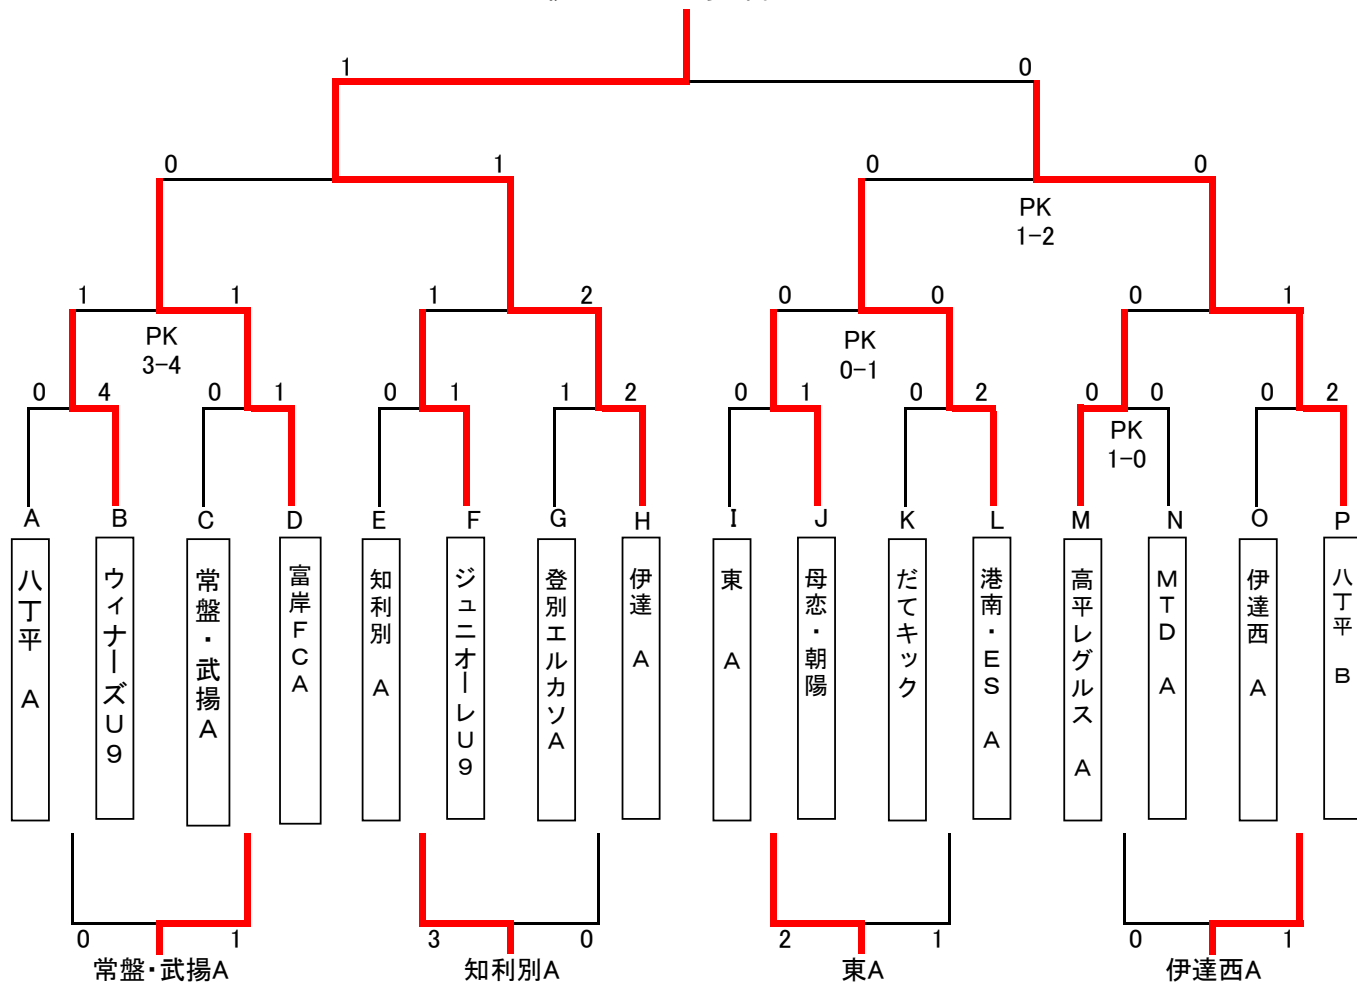 1 0
0 1 0 0
PK
1-2
1 1 1 2 0 0 0 1
PK PK
3-4 0-1
0 4 0 1 0 1 1 2 0 1 0 2 0 0 0 2
PK
1-0
A B C D E F G H I J K L M N O P
八丁平 A
ウィナーズU9
常盤・武揚A
富岸FCA
知利別 A
ジュニオーレU9
登別エルカソA
伊達 A
東 A
母恋・朝陽
だてキック
港南・ES A
高平レグルス A
MTD A
伊達西 A
八丁平 B
0 1 3 0 2 1 0 1
常盤・武揚A 知利別A 東A 伊達西A